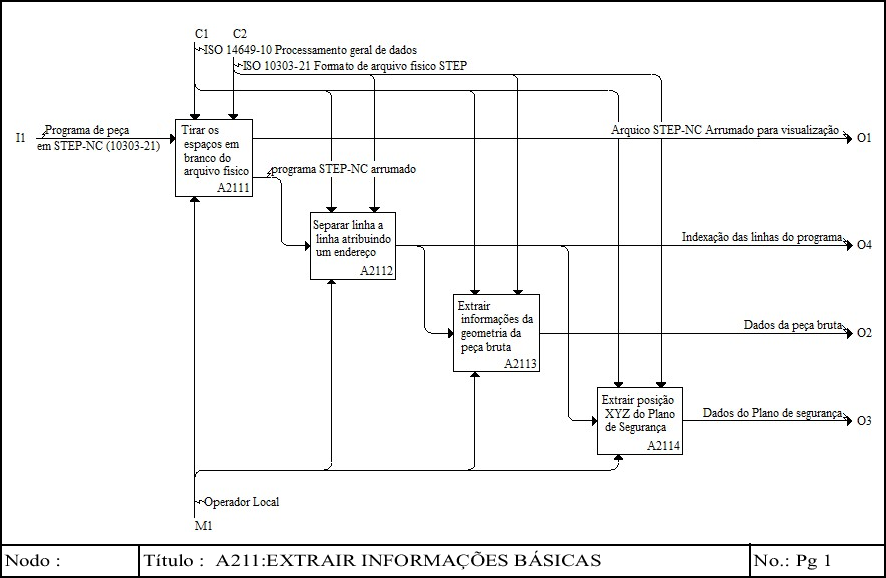 C1 C2
ISO 14649-10 Processamento geral de dados
ISO 10303-21 Formato de arquivo fisico STEP
I1
Programa de peça
em STEP-NC (10303-21)
Tirar os
espaços em
branco do
arquivo fisico
A2111
Arquico STEP-NC Arrumado para visualização
O1
programa STEP-NC arrumado
Separar linha a
linha atribuindo
um endereço
A2112
Indexação das linhas do programa
O4
Extrair
informações da
geometria da
peça bruta
A2113
Dados da peça bruta
O2
Extrair posição
XYZ do Plano
de Segurança
A2114
Dados do Plano de segurança
O3
Operador Local
M1
Nodo :
Título : A211:EXTRAIR INFORMAÇÕES BÁSICAS
No.: Pg 1